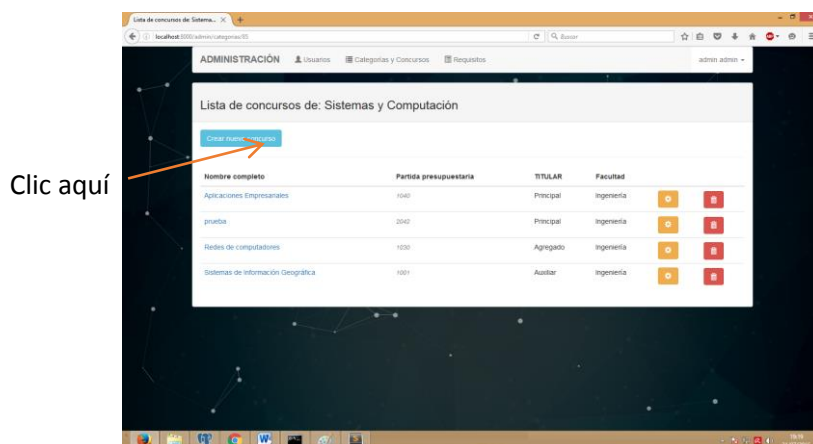 Lista de concursos de: Sistema...
localhost:3000/admin/categorias/85
Buscar
ADMINISTRACIÓN Usuarios Categorías y Concursos Requisitos admin admin
Lista de concursos de: Sistemas y Computación
Crear nuevo concurso
Clic aquí
Nombre completo Partida presupuestaria TITULAR Facultad
Aplicaciones Empresariales 1040 Principal Ingeniería
prueba 2042 Principal Ingeniería
Redes de computadores 1030 Agregado Ingeniería
Sistemas de Información Geográfica 1001 Auxiliar Ingeniería